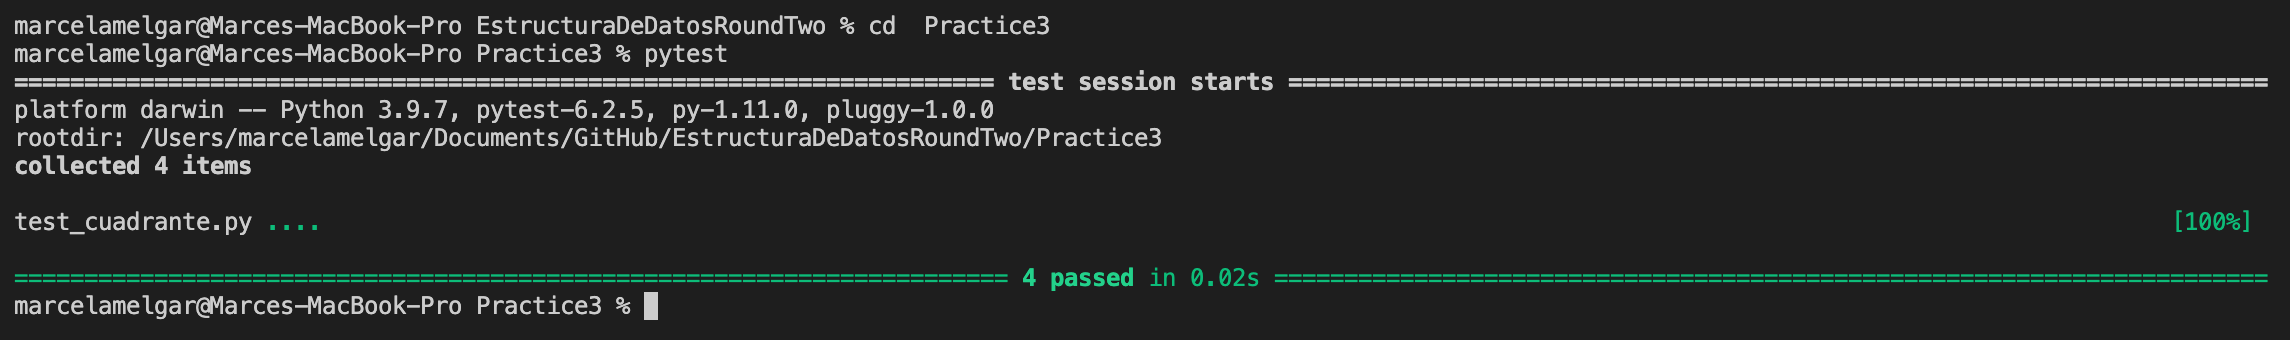 marcelamelgar@Marces-MacBook-Pro EstructuraDeDatosRoundTwo % cd  Practice3
marcelamelgar@Marces-MacBook-Pro Practice3 % pytest
====================================================================== test session starts ======================================================================
platform darwin -- Python 3.9.7, pytest-6.2.5, py-1.11.0, pluggy-1.0.0
rootdir: /Users/marcelamelgar/Documents/GitHub/EstructuraDeDatosRoundTwo/Practice3
collected 4 items
test_cuadrante.py .... [100%]
======================================================================= 4 passed in 0.02s =======================================================================
marcelamelgar@Marces-MacBook-Pro Practice3 %